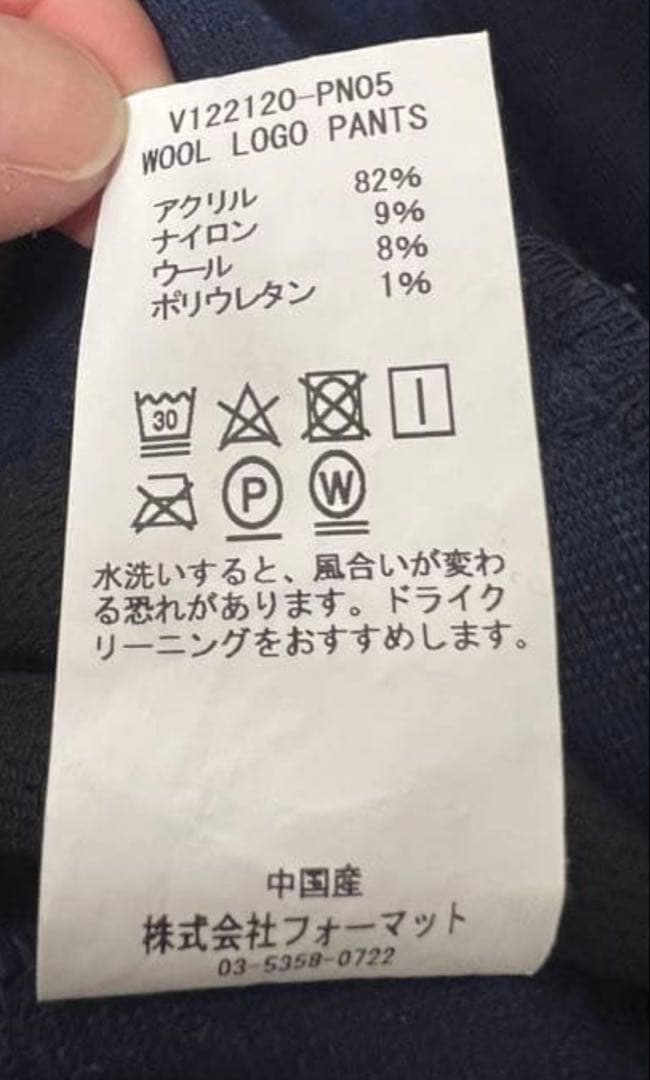 V122120-PN05
WOOL LOGO PANTS
アクリル 82%
ナイロン 9%
ウール 8%
ポリウレタン 1%
30
P W
水洗いすると、風合いが変わ
る恐れがあります。ドライク
リーニングをおすすめします。
中国産
株式会社フォーマット
03-5358-0722